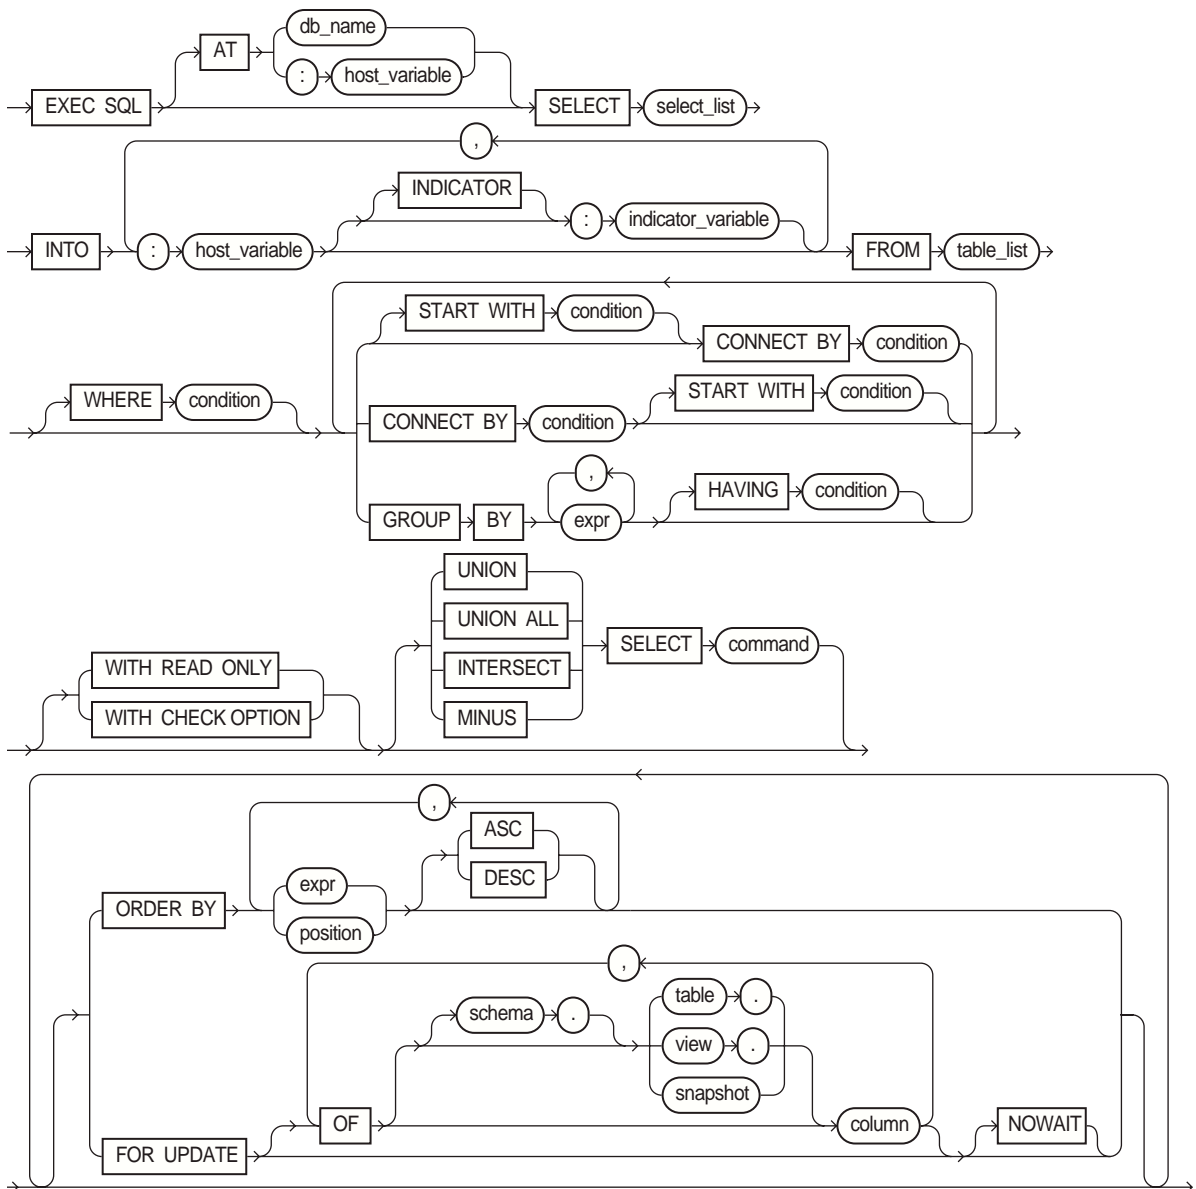 db_name
AT
: host_variable
EXEC SQL SELECT select_list
,
INDICATOR
: indicator_variable
INTO : host_variable FROM table_list
START WITH condition
CONNECT BY condition
START WITH condition
WHERE condition
CONNECT BY condition
,
HAVING condition
GROUP BY expr
UNION
UNION ALL
SELECT command
WITH READ ONLY
INTERSECT
WITH CHECK OPTION
MINUS
,
ASC
DESC
expr
ORDER BY
position
,
table .
schema .
view .
snapshot
OF column NOWAIT
FOR UPDATE